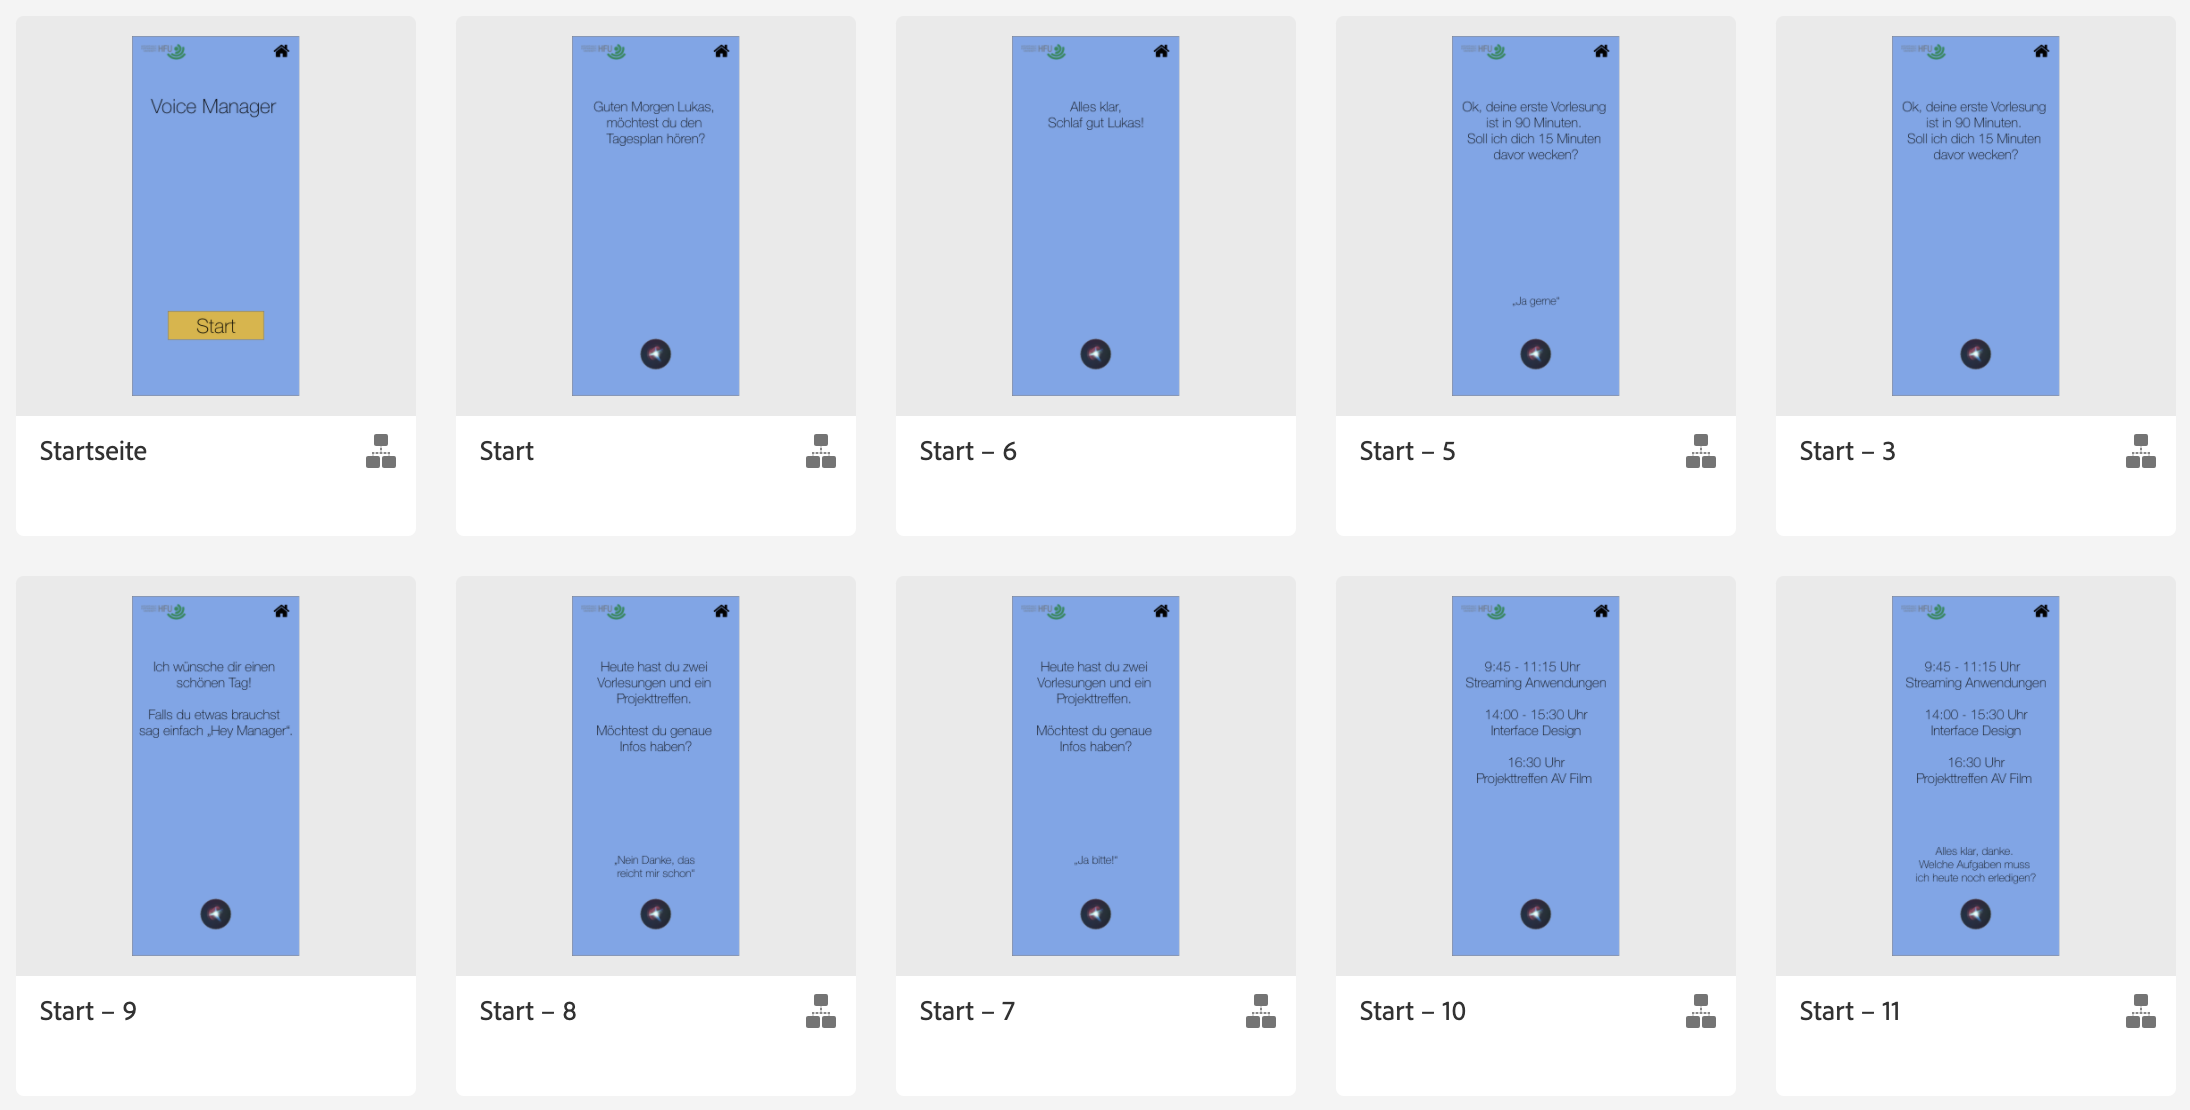 HFU
Voice Manager
Start
Startseite
HFU
Guten Morgen Lukas,
möchtest du den
Tagesplan hören?
Start
HFU
Alles klar,
Schlaf gut Lukas!
Start – 6
HFU
Ok, deine erste Vorlesung
ist in 90 Minuten.
Soll ich dich 15 Minuten
davor wecken?
„Ja gerne“
Start – 5
HFU
Ok, deine erste Vorlesung
ist in 90 Minuten.
Soll ich dich 15 Minuten
davor wecken?
Start – 3
HFU
Ich wünsche dir einen
schönen Tag!
Falls du etwas brauchst
sag einfach „Hey Manager“.
Start – 9
HFU
Heute hast du zwei
Vorlesungen und ein
Projekttreffen.
Möchtest du genaue
Infos haben?
„Nein Danke, das
reicht mir schon“
Start – 8
HFU
Heute hast du zwei
Vorlesungen und ein
Projekttreffen.
Möchtest du genaue
Infos haben?
„Ja bitte!“
Start – 7
HFU
9:45 - 11:15 Uhr
Streaming Anwendungen
14:00 - 15:30 Uhr
Interface Design
16:30 Uhr
Projekttreffen AV Film
Start – 10
HFU
9:45 - 11:15 Uhr
Streaming Anwendungen
14:00 - 15:30 Uhr
Interface Design
16:30 Uhr
Projekttreffen AV Film
Alles klar, danke.
Welche Aufgaben muss
ich heute noch erledigen?
Start – 11